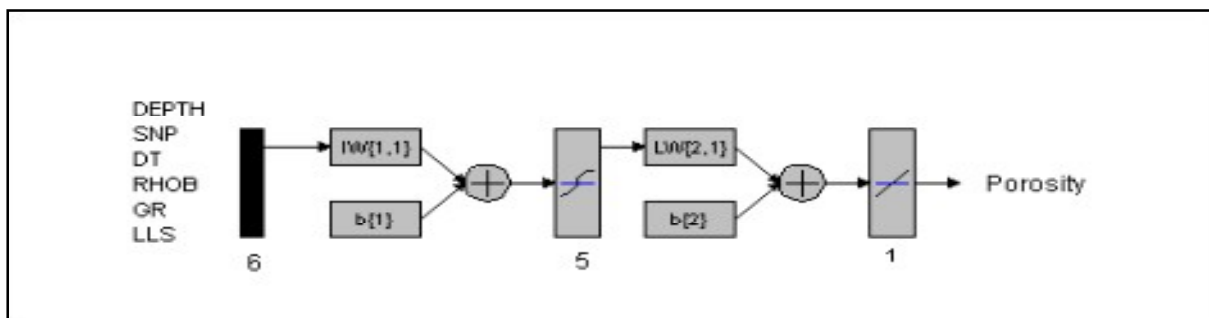 DEPTH
SNP
DT
RHOB
GR
LLS
6
IW{1,1}
b{1}
5
LW{2,1}
b{2}
1
Porosity